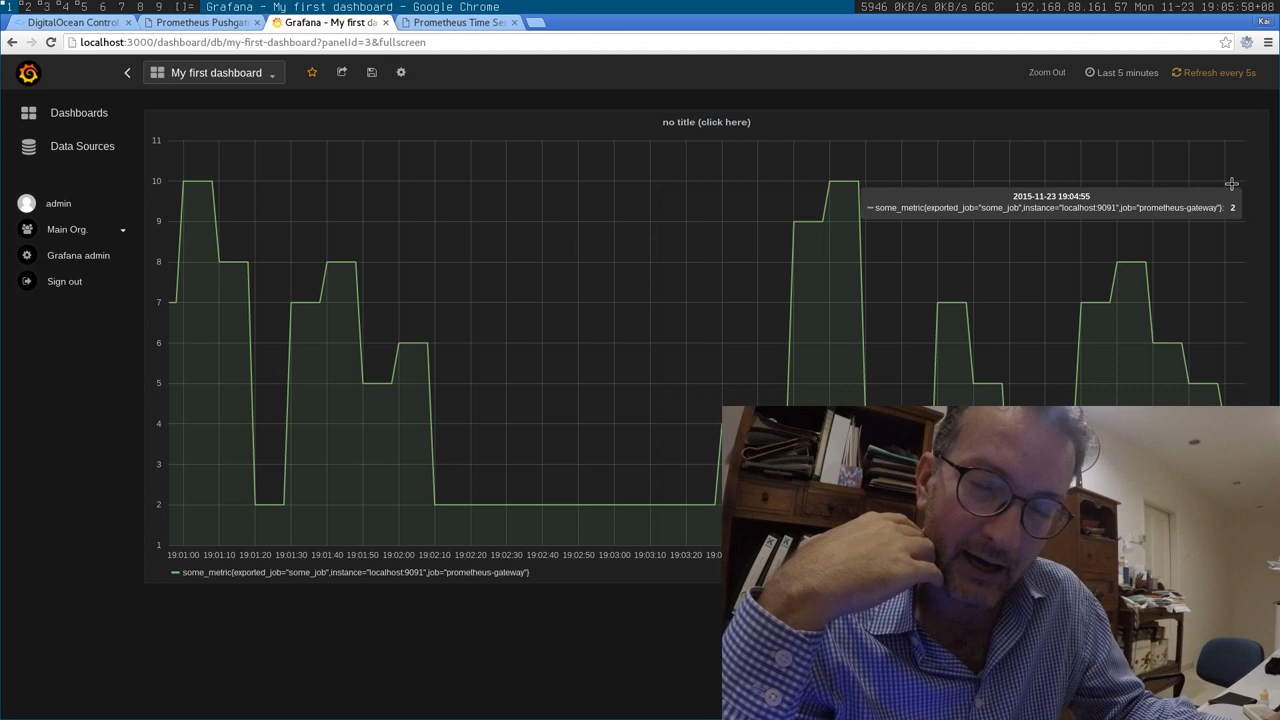 1 2 3 4 5 6 7 8 9 []= Grafana - My first dashboard - Google Chrome 5946 0KB/s 0KB/s 68C 192.168.88.161 57 Mon Nov-23 19:05:58+08
DigitalOcean Control Prometheus Pushgat Grafana - My first da Prometheus Time Se Kai
localhost:3000/dashboard/db/my-first-dashboard?panelId=3&fullscreen
My first dashboard Zoom Out Last 5 minutes Refresh every 5s
Dashboards
Data Sources
admin
Main Org.
Grafana admin
Sign out
no title (click here)
11
10
9
8
7
6
5
4
3
2
1
2015-11-23 19:04:55
some_metric{exported_job="some_job",instance="localhost:9091",job="prometheus-gateway"}: 2
19:01:00 19:01:10 19:01:20 19:01:30 19:01:40 19:01:50 19:02:00 19:02:10 19:02:20 19:02:30 19:02:40 19:02:50 19:03:00 19:03:10 19:03:20 19:0
some_metric{exported_job="some_job",instance="localhost:9091",job="prometheus-gateway"}